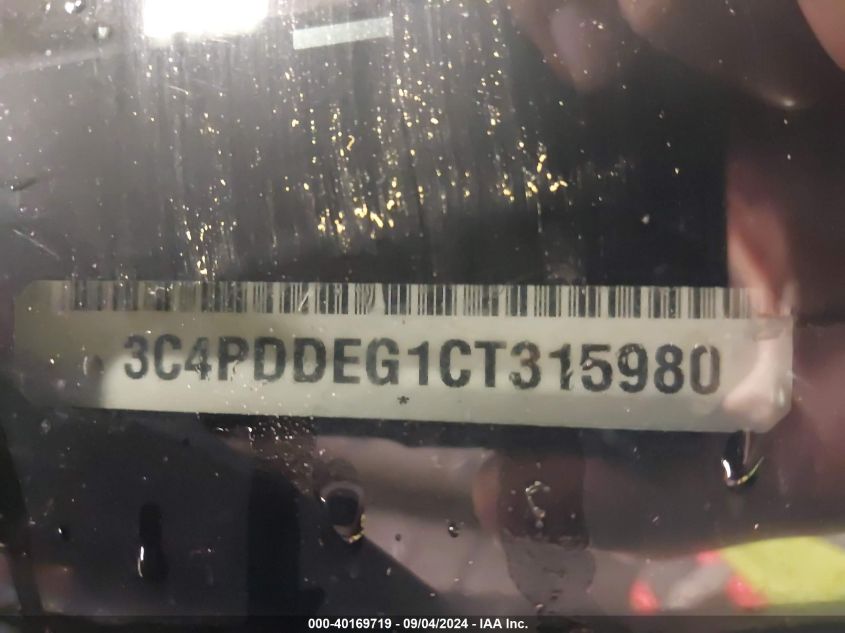 3C4PDDEG1CT315980
*
000-40169719 - 09/04/2024 - IAA Inc.